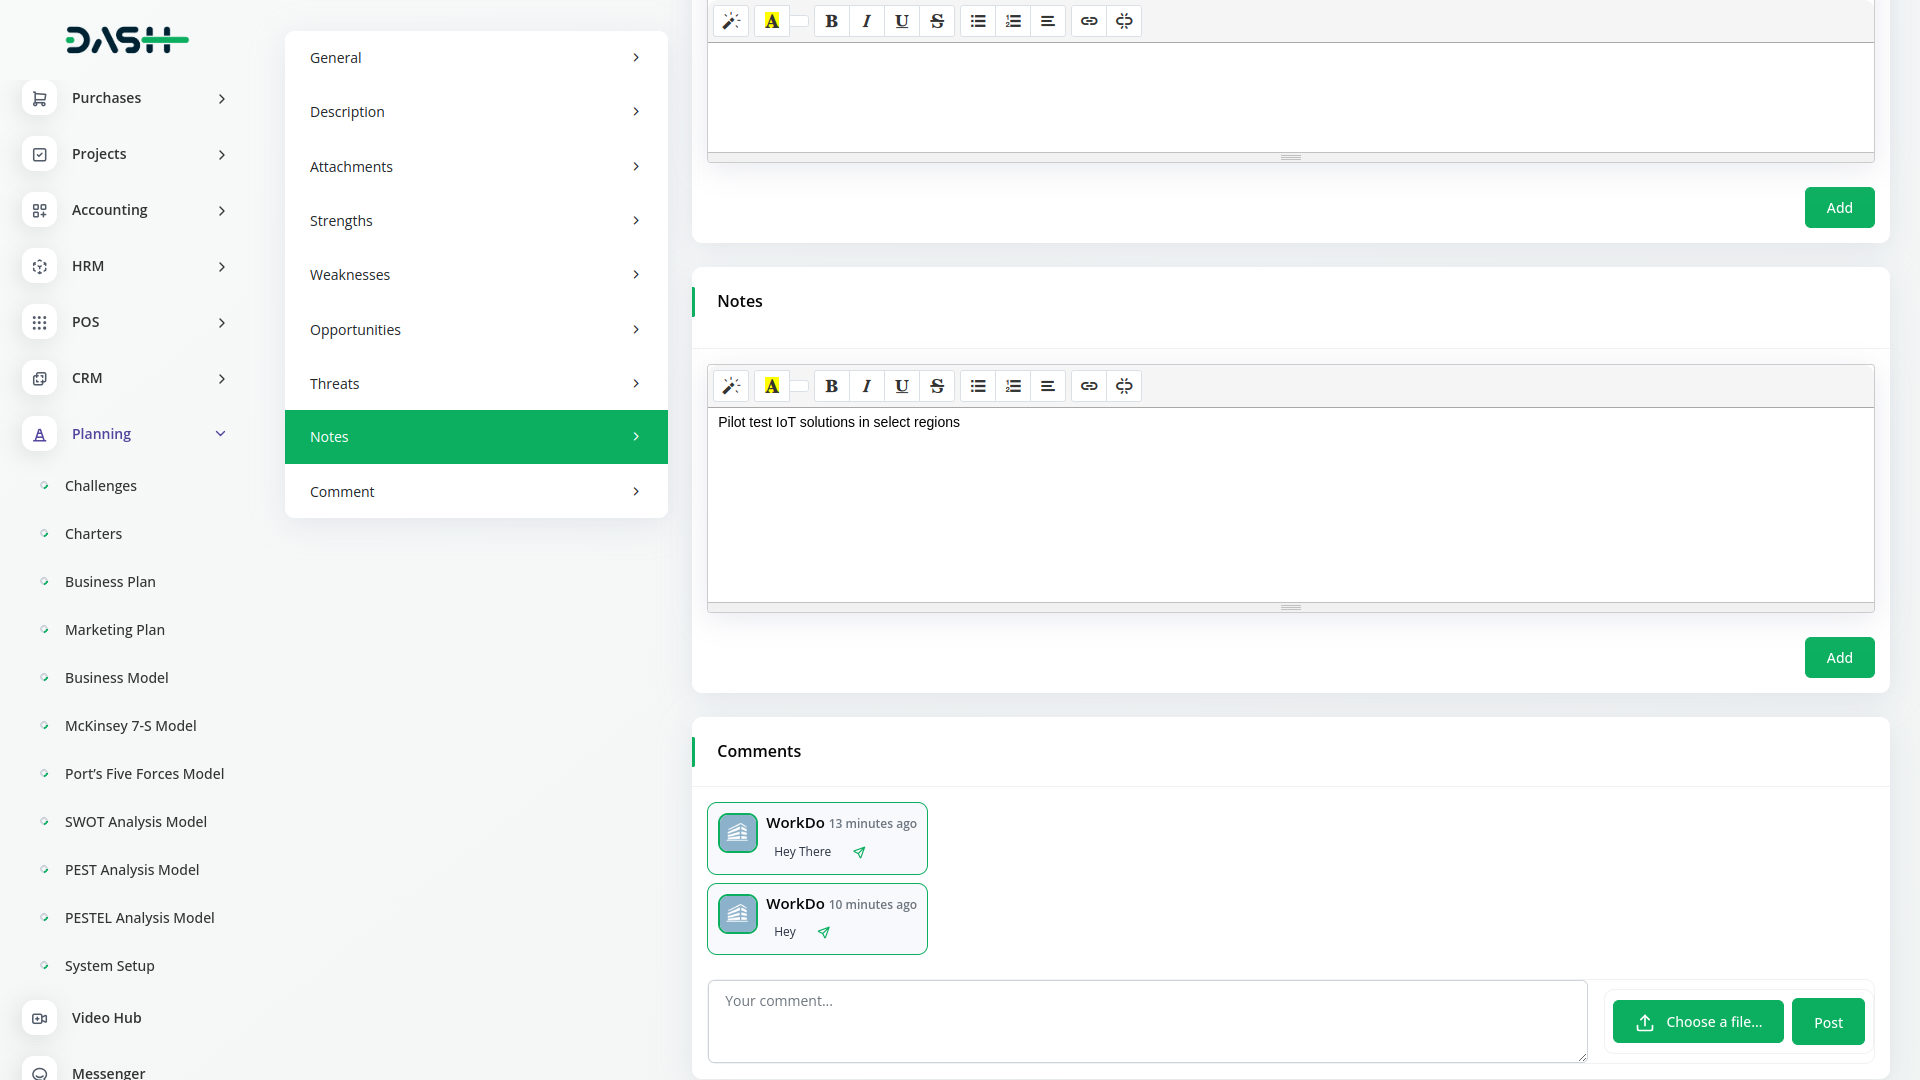 DASH
Purchases
Projects
Accounting
HRM
POS
CRM
Planning
Challenges
Charters
Business Plan
Marketing Plan
Business Model
McKinsey 7-S Model
Port's Five Forces Model
SWOT Analysis Model
PEST Analysis Model
PESTEL Analysis Model
System Setup
Video Hub
Messenger
General
Description
Attachments
Strengths
Weaknesses
Opportunities
Threats
Notes
Comment
A B I U S
Add
Notes
A B I U S
Pilot test IoT solutions in select regions
Add
Comments
WorkDo 13 minutes ago
Hey There
WorkDo 10 minutes ago
Hey
Your comment...
Choose a file...
Post